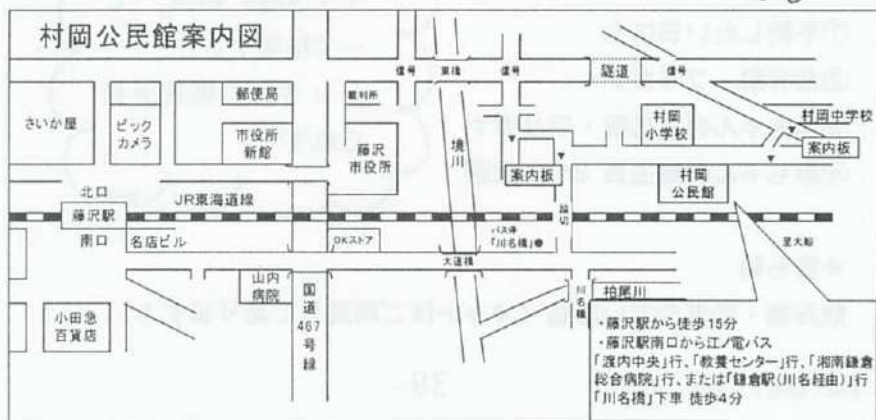 村岡公民館案内図
信号
東橋
信号
隧道
信号
郵便局
裁判所
さいか屋
ビック
カメラ
市役所
新館
藤沢
市役所
境川
村岡
小学校
村岡中学校
案内板
案内板
村岡
公民館
北口
JR東海道線
藤沢駅
踏切
南口
名店ビル
OKストア
バス停
「川名橋」
至大船
大道橋
山内
病院
国道467号線
川名橋
柏尾川
小田急
百貨店
・藤沢駅から徒歩15分
・藤沢駅南口から江ノ電バス
「渡内中央」行、「教養センター」行、「湘南鎌倉
総合病院」行、または「鎌倉駅(川名経由)」行
「川名橋」下車 徒歩4分